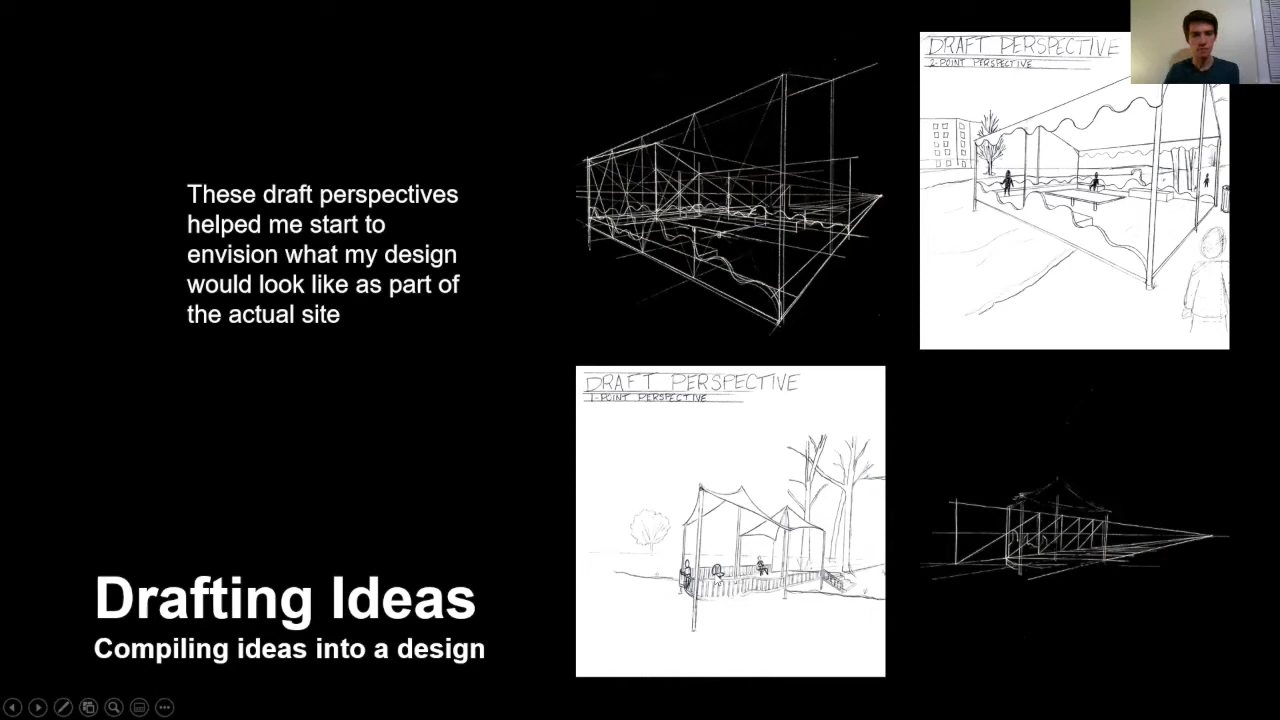 DRAFT PERSPECTIVE
2-POINT PERSPECTIVE
These draft perspectives
helped me start to
envision what my design
would look like as part of
the actual site
DRAFT PERSPECTIVE
1-POINT PERSPECTIVE
Drafting Ideas
Compiling ideas into a design